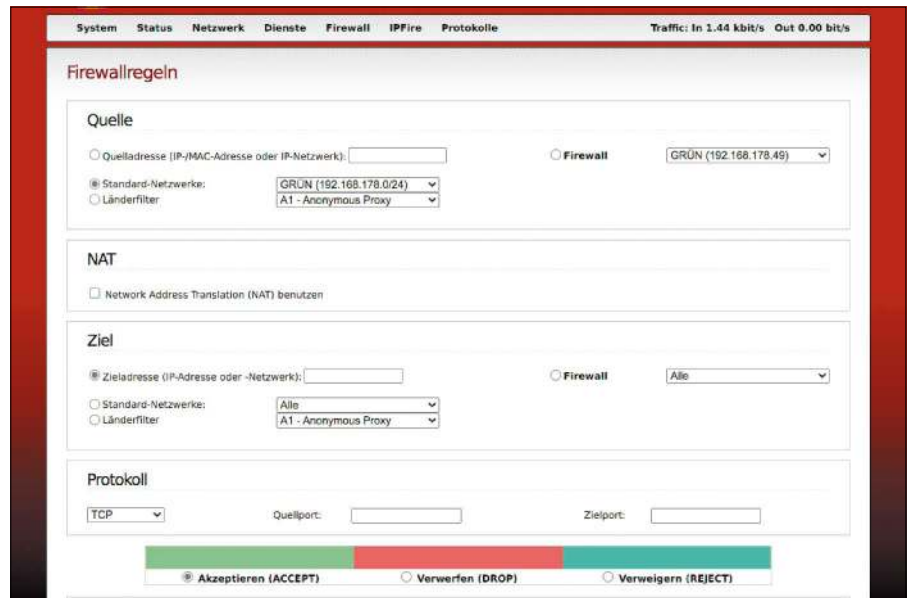 System Status Netzwerk Dienste Firewall IPFire Protokolle Traffic: In 1.44 kbit/s Out 0.00 bit/s
Firewallregeln
Quelle
Quelladresse (IP-/MAC-Adresse oder IP-Netzwerk): Firewall GRÜN (192.168.178.49)
Standard-Netzwerke: GRÜN (192.168.178.0/24)
Länderfilter A1 - Anonymous Proxy
NAT
Network Address Translation (NAT) benutzen
Ziel
Zieladresse (IP-Adresse oder -Netzwerk): Firewall Alle
Standard-Netzwerke: Alle
Länderfilter A1 - Anonymous Proxy
Protokoll
TCP Quellport: Zielport:
Akzeptieren (ACCEPT) Verwerfen (DROP) Verweigern (REJECT)